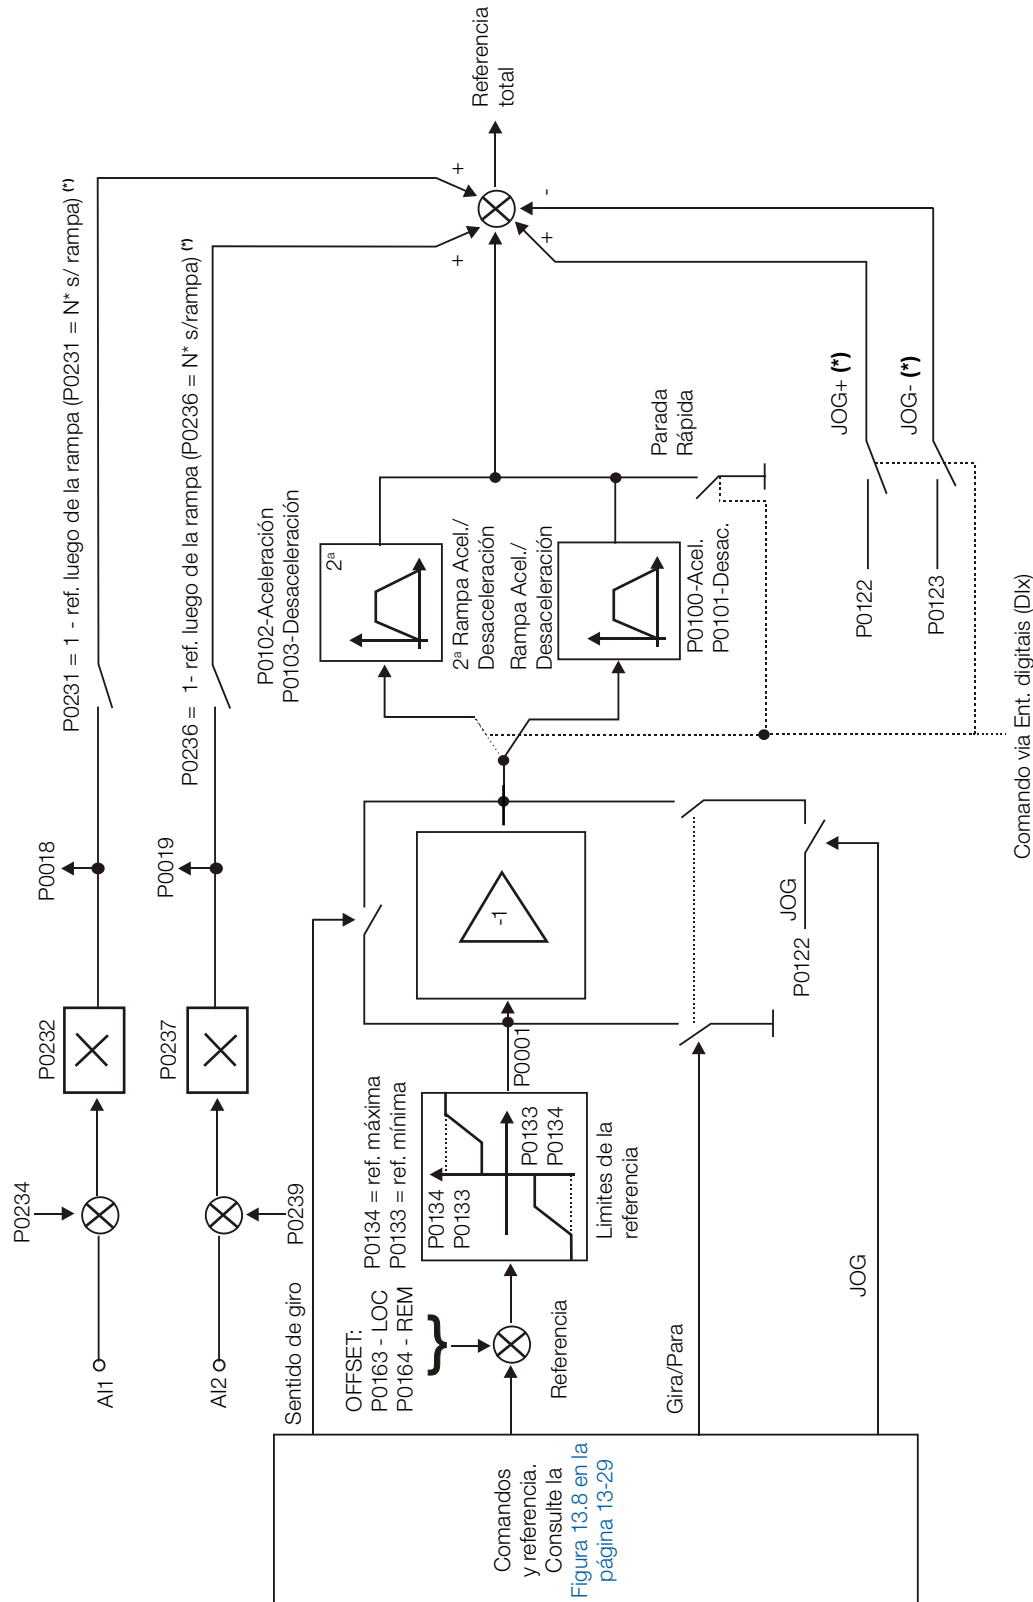 AI1
P0234
P0232
P0018
P0231 = 1 - ref. luego de la rampa (P0231 = N* s/ rampa) (*)
AI2
P0239
P0237
P0019
P0236 = 1- ref. luego de la rampa (P0236 = N* s/rampa) (*)
+
+
Referencia
total
-
+
Sentido de giro
OFFSET:
P0163 - LOC
P0164 - REM
}
P0134 = ref. máxima
P0133 = ref. mínima
P0134
P0133
P0133
P0134
Limites de la
referencia
Referencia
P0001
-1
P0102-Aceleración
P0103-Desaceleración
2ª
2ª Rampa Acel./
Desaceleración
Rampa Acel./
Desaceleración
P0100-Acel.
P0101-Desac.
Parada
Rápida
Comandos
y referencia.
Consulte la
Figura 13.8 en la
página 13-29
Gira/Para
JOG
P0122
JOG
P0122
JOG+ (*)
P0123
JOG- (*)
Comando via Ent. digitais (DIx)